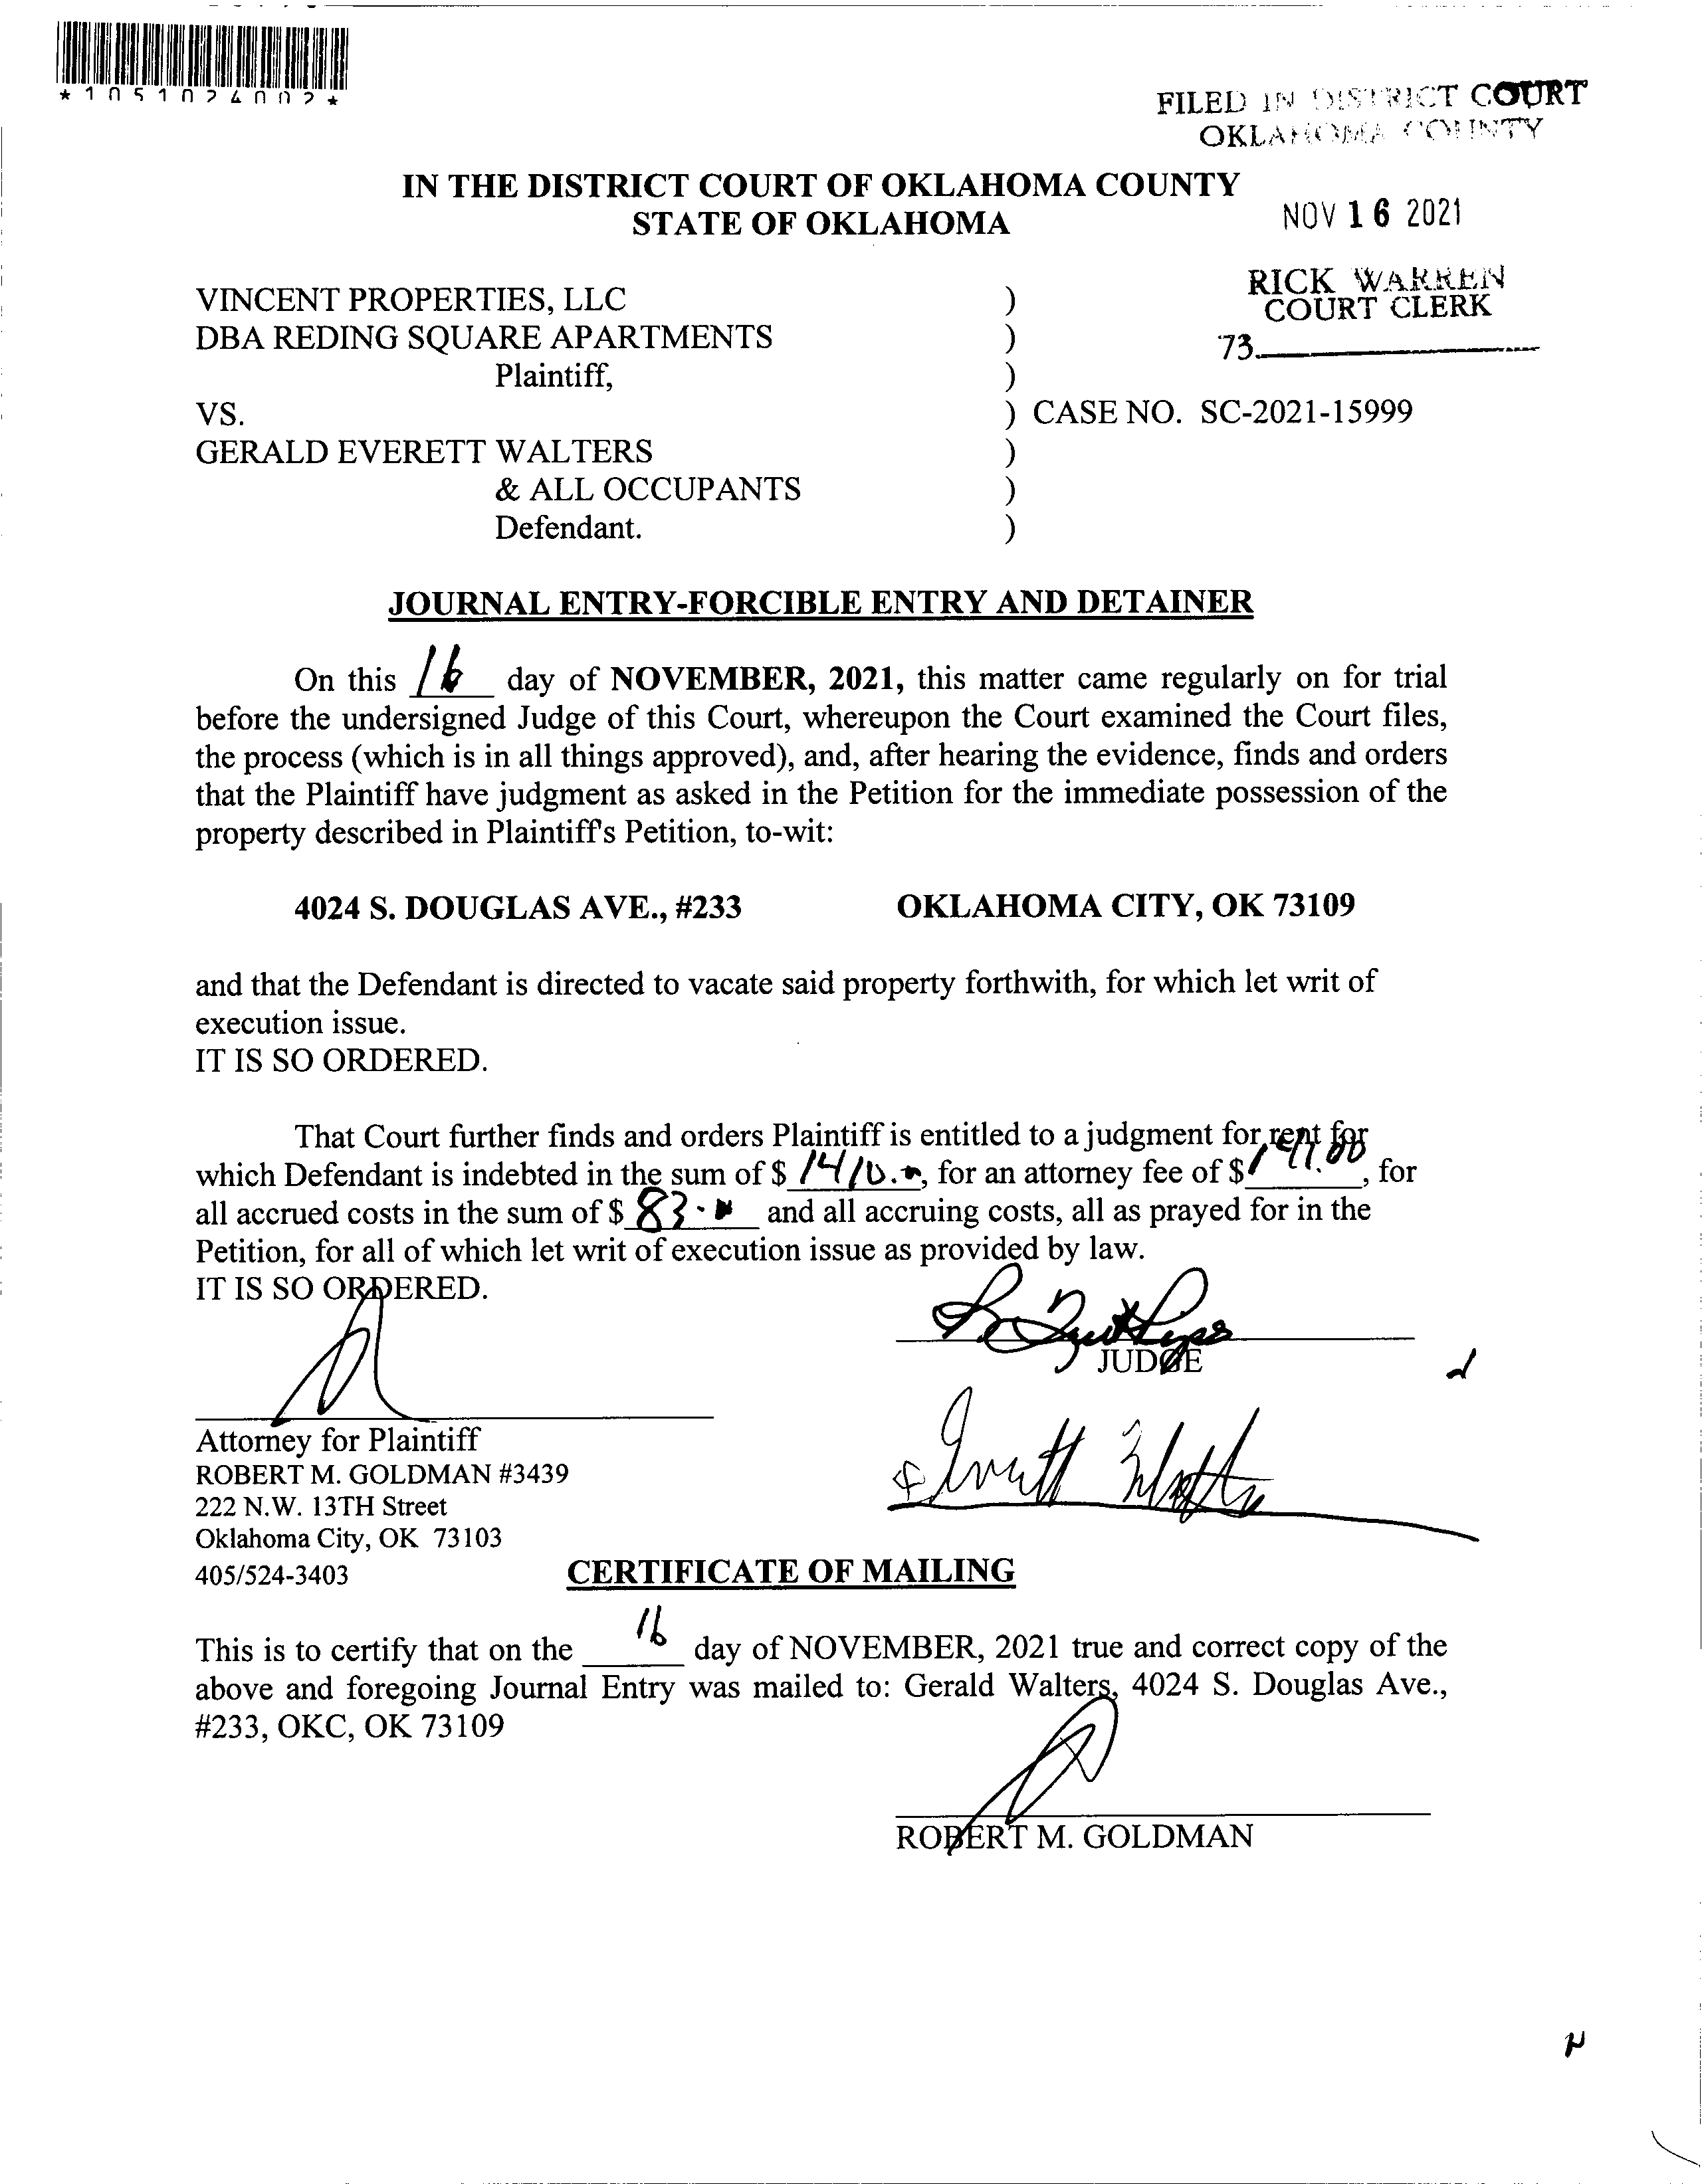 *1051024002*
FILED IN DISTRICT COURT
OKLAHOMA COUNTY
IN THE DISTRICT COURT OF OKLAHOMA COUNTY
STATE OF OKLAHOMA
NOV 16 2021
RICK WARREN
COURT CLERK
73
VINCENT PROPERTIES, LLC )
DBA REDING SQUARE APARTMENTS )
Plaintiff, )
VS. ) CASE NO. SC-2021-15999
GERALD EVERETT WALTERS )
& ALL OCCUPANTS )
Defendant. )
JOURNAL ENTRY-FORCIBLE ENTRY AND DETAINER
On this 16 day of NOVEMBER, 2021, this matter came regularly on for trial
before the undersigned Judge of this Court, whereupon the Court examined the Court files,
the process (which is in all things approved), and, after hearing the evidence, finds and orders
that the Plaintiff have judgment as asked in the Petition for the immediate possession of the
property described in Plaintiff's Petition, to-wit:
4024 S. DOUGLAS AVE., #233 OKLAHOMA CITY, OK 73109
and that the Defendant is directed to vacate said property forthwith, for which let writ of
execution issue.
IT IS SO ORDERED.
That Court further finds and orders Plaintiff is entitled to a judgment for rent for
which Defendant is indebted in the sum of $ 1410. , for an attorney fee of $ 141.00, for
all accrued costs in the sum of $ 83. and all accruing costs, all as prayed for in the
Petition, for all of which let writ of execution issue as provided by law.
IT IS SO ORDERED.
JUDGE
Attorney for Plaintiff
ROBERT M. GOLDMAN #3439
222 N.W. 13TH Street
Oklahoma City, OK 73103
405/524-3403
CERTIFICATE OF MAILING
This is to certify that on the 16 day of NOVEMBER, 2021 true and correct copy of the
above and foregoing Journal Entry was mailed to: Gerald Walters, 4024 S. Douglas Ave.,
#233, OKC, OK 73109
ROBERT M. GOLDMAN